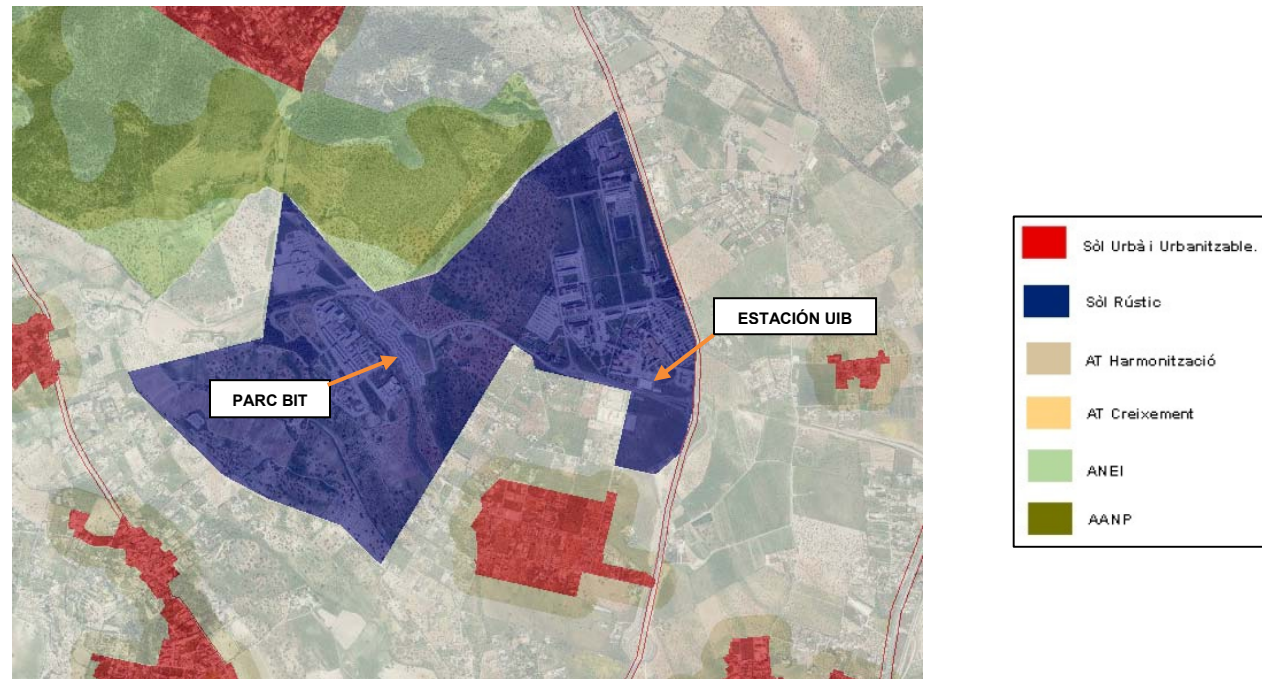 ESTACIÓN UIB
PARC BIT
Sòl Urbà i Urbanitzable.
Sòl Rústic
AT Harmonització
AT Creixement
ANEI
AANP